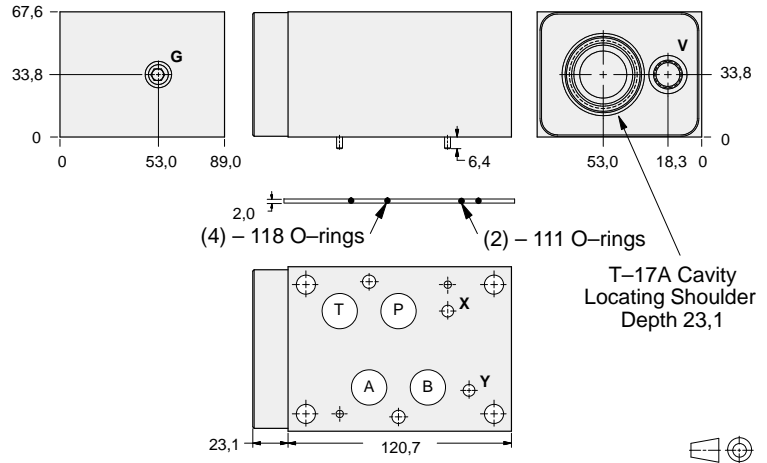 67,6
G
V
33,8
33,8
0
0
0
53,0
89,0
6,4
53,0
18,3
0
2,0
(4) – 118 O–rings
(2) – 111 O–rings
T–17A Cavity
Locating Shoulder
Depth 23,1
T
P
X
A
B
Y
23,1
120,7